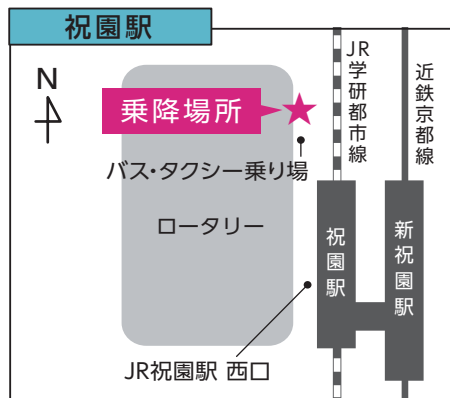 祝園駅
N
乗降場所
バス・タクシー乗り場
ロータリー
JR祝園駅 西口
JR学研都市線
祝園駅
近鉄京都線
新祝園駅